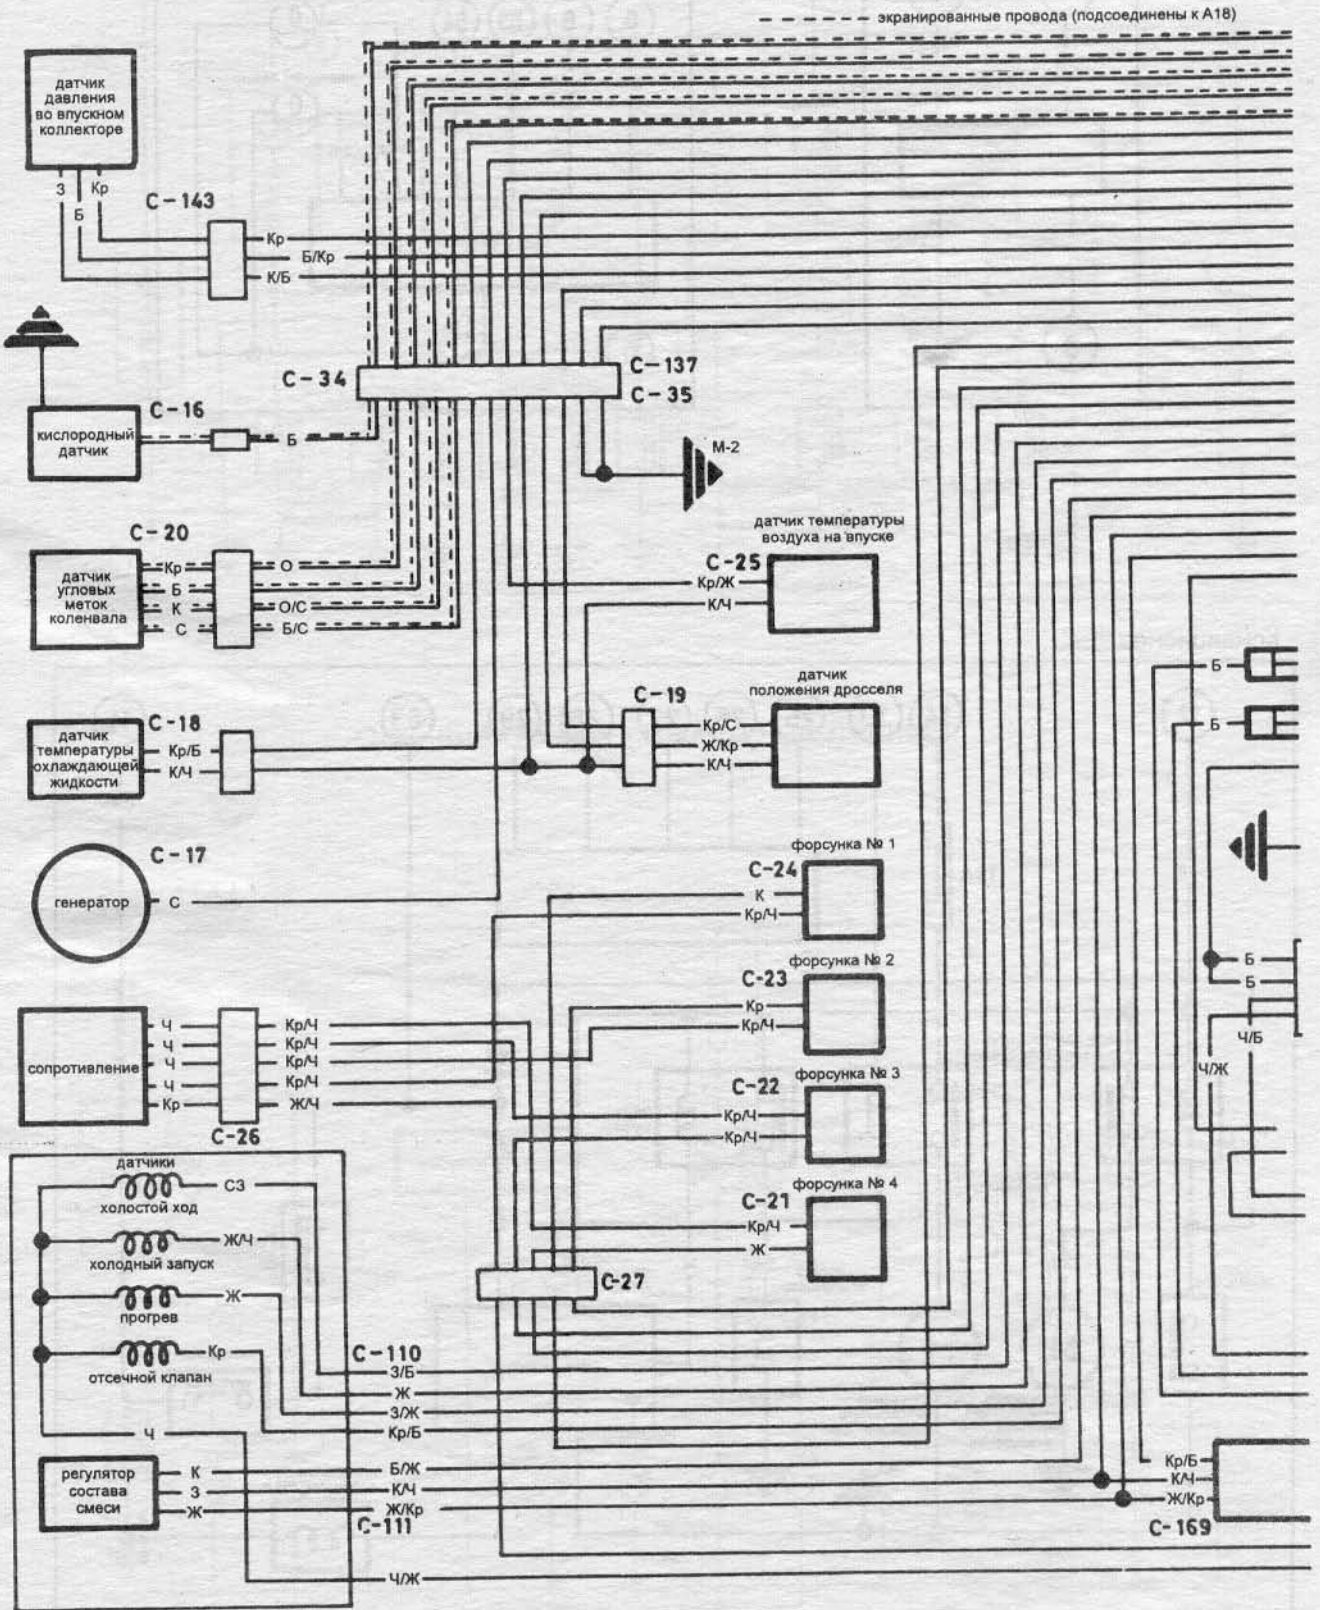 экранированные провода (подсоединены к А18)
датчик
давления
во впускном
коллекторе
З
Кр
Б
С-143
Кр
Б/Кр
К/Б
С-34
С-137
С-35
С-16
кислородный
датчик
Б
М-2
С-20
датчик
угловых
меток
коленвала
Кр
Б
К
С
О
О/С
Б/С
датчик температуры
воздуха на впуске
С-25
Кр/Ж
К/Ч
датчик
положения дросселя
С-19
Кр/С
Ж/Кр
К/Ч
Б
Б
С-18
датчик
температуры
охлаждающей
жидкости
Кр/Б
К/Ч
С-17
генератор
С
форсунка № 1
С-24
К
Кр/Ч
форсунка № 2
С-23
Кр
Кр/Ч
Б
Б
Ч/Б
Ч/Ж
сопротивление
Ч
Ч
Ч
Ч
Кр
Кр/Ч
Кр/Ч
Кр/Ч
Кр/Ч
Ж/Ч
С-26
форсунка № 3
С-22
Кр/Ч
Кр/Ч
форсунка № 4
С-21
Кр/Ч
Ж
С-27
датчики
СЗ
холостой ход
Ж/Ч
холодный запуск
Ж
прогрев
Кр
отсечной клапан
Ч
С-110
З/Б
Ж
З/Ж
Кр/Б
регулятор
состава
смеси
К
З
Ж
Б/Ж
К/Ч
Ж/Кр
С-111
Ч/Ж
Кр/Б
К/Ч
Ж/Кр
С-169